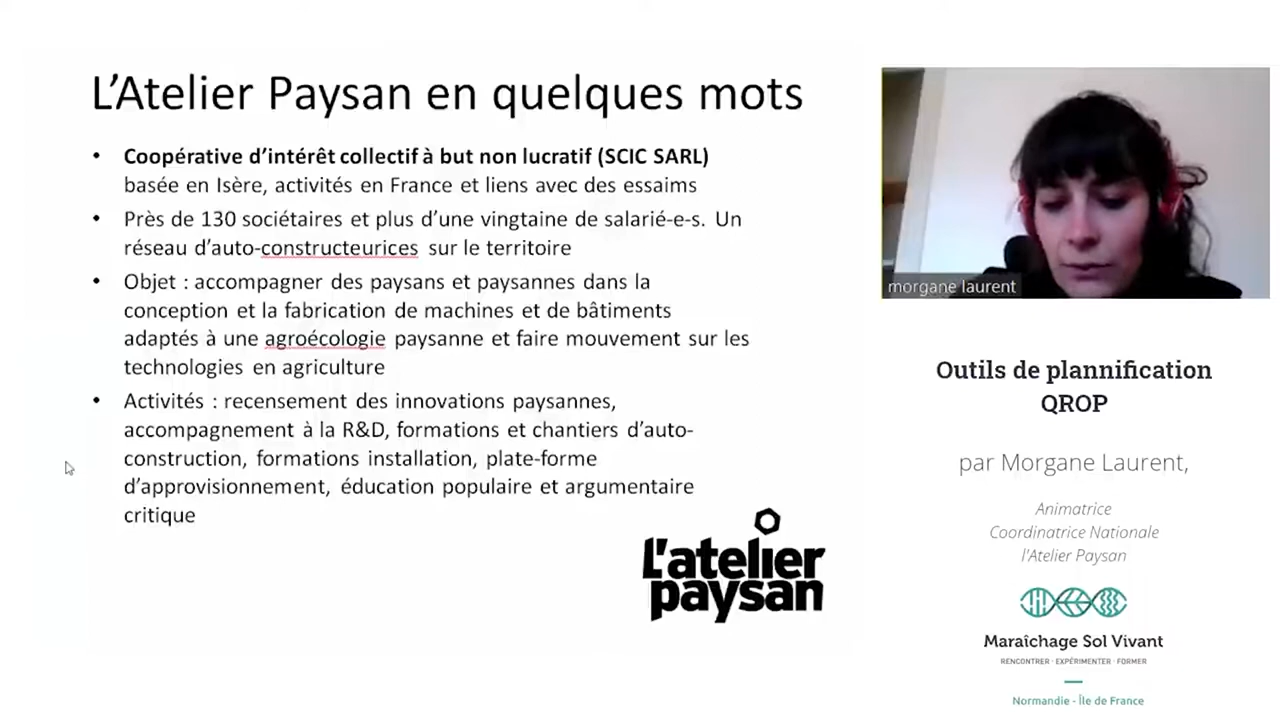 L'Atelier Paysan en quelques mots
• Coopérative d'intérêt collectif à but non lucratif (SCIC SARL)
basée en Isère, activités en France et liens avec des essaims
• Près de 130 sociétaires et plus d'une vingtaine de salarié-e-s. Un
réseau d'auto-constructeurices sur le territoire
• Objet : accompagner des paysans et paysannes dans la
conception et la fabrication de machines et de bâtiments
adaptés à une agroécologie paysanne et faire mouvement sur les
technologies en agriculture
• Activités : recensement des innovations paysannes,
accompagnement à la R&D, formations et chantiers d'auto-
construction, formations installation, plate-forme
d'approvisionnement, éducation populaire et argumentaire
critique
L'atelier
paysan
morgane laurent
Outils de plannification
QROP
par Morgane Laurent,
Animatrice
Coordinatrice Nationale
l'Atelier Paysan
Maraîchage Sol Vivant
RENCONTRER · EXPÉRIMENTER · FORMER
Normandie - Île de France